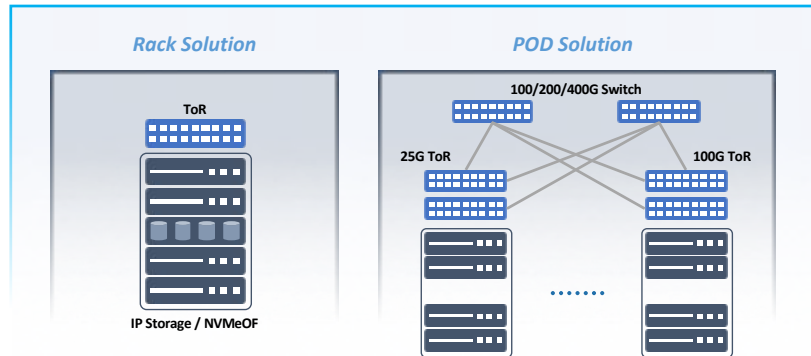 Rack Solution
POD Solution
ToR
100/200/400G Switch
25G ToR
100G ToR
IP Storage / NVMeOF